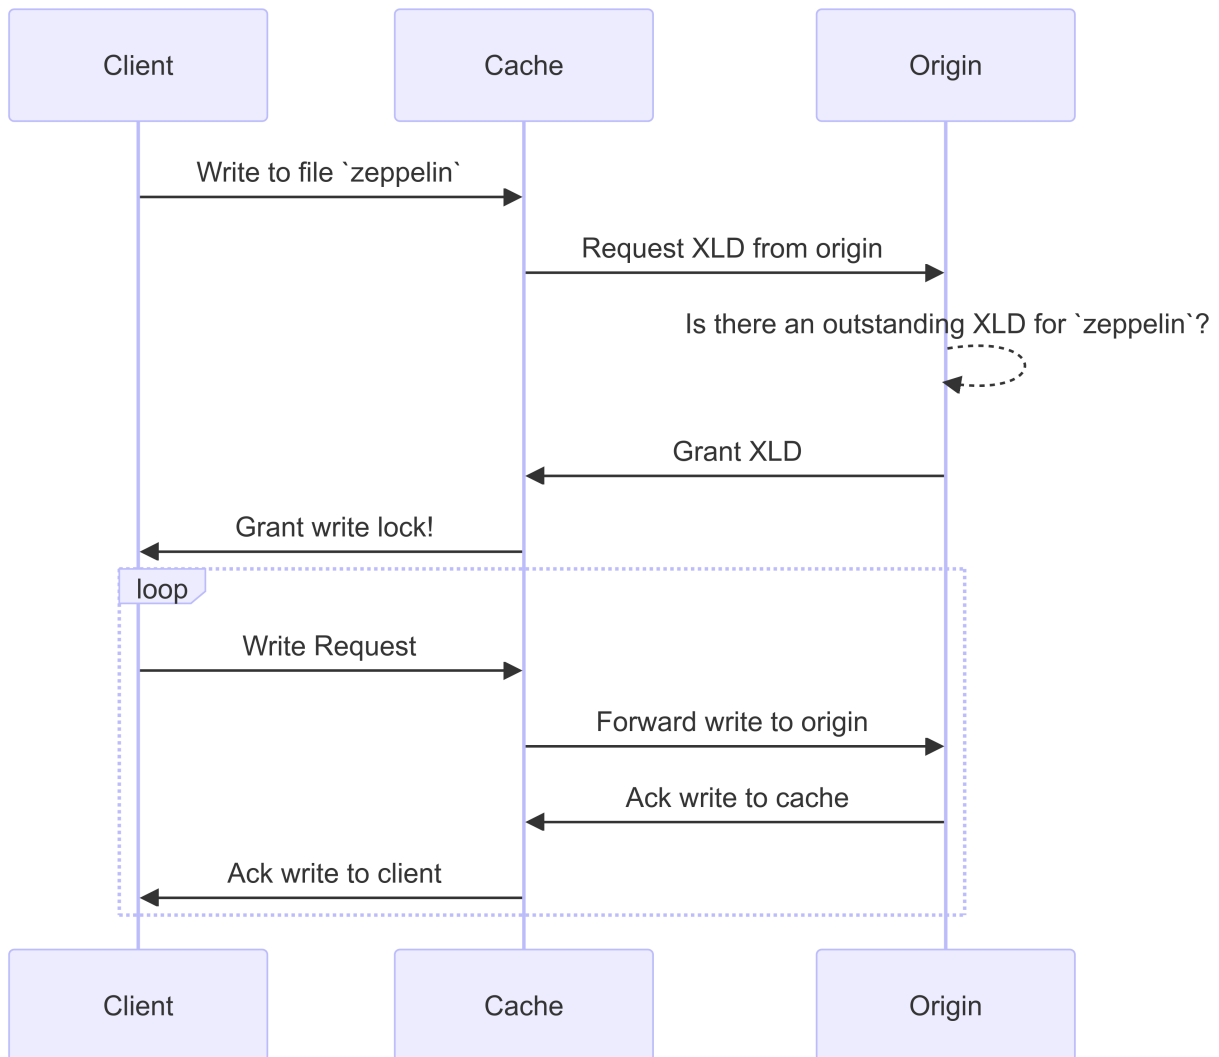 Client
Cache
Origin
Write to file `zeppelin`
Request XLD from origin
Is there an outstanding XLD for `zeppelin`?
Grant XLD
Grant write lock!
loop
Write Request
Forward write to origin
Ack write to cache
Ack write to client
Client
Cache
Origin